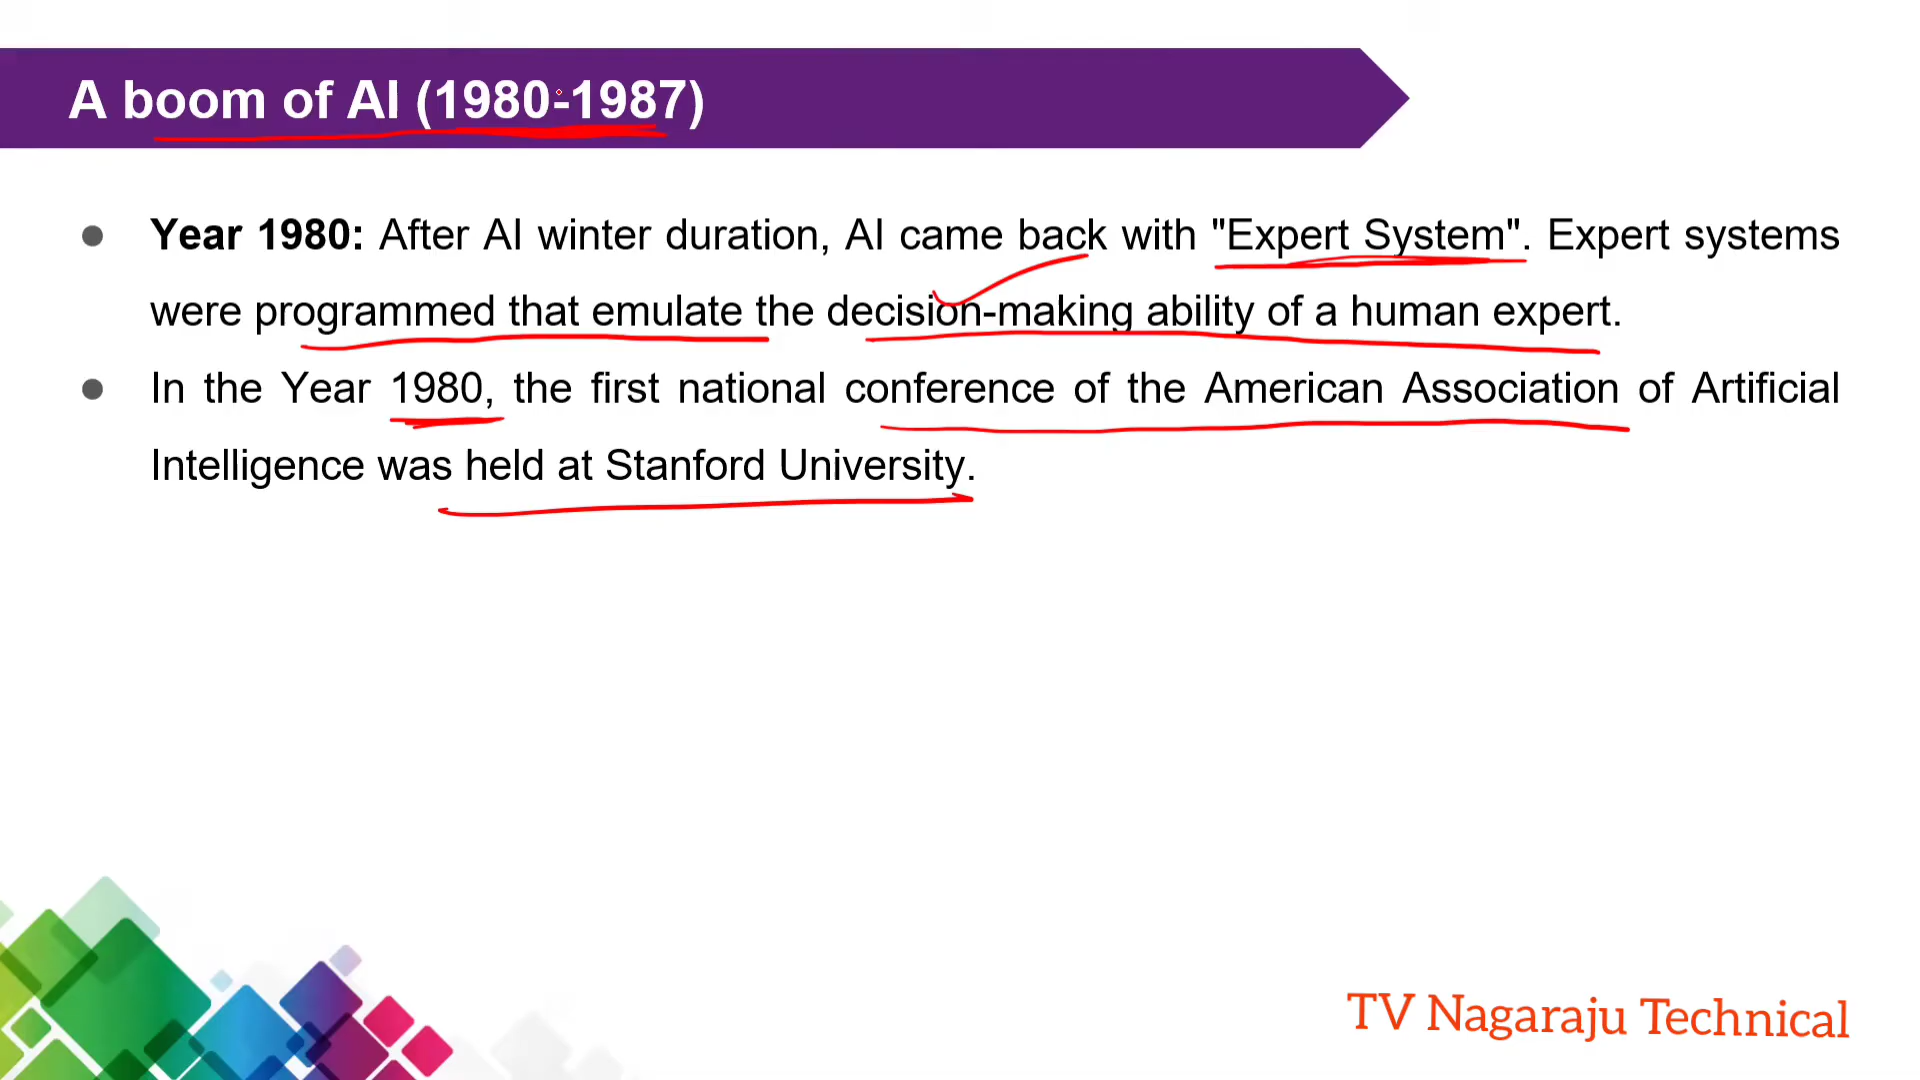 A boom of AI (1980-1987)
● Year 1980: After AI winter duration, AI came back with "Expert System". Expert systems
were programmed that emulate the decision-making ability of a human expert.
● In the Year 1980, the first national conference of the American Association of Artificial
Intelligence was held at Stanford University.
TV Nagaraju Technical